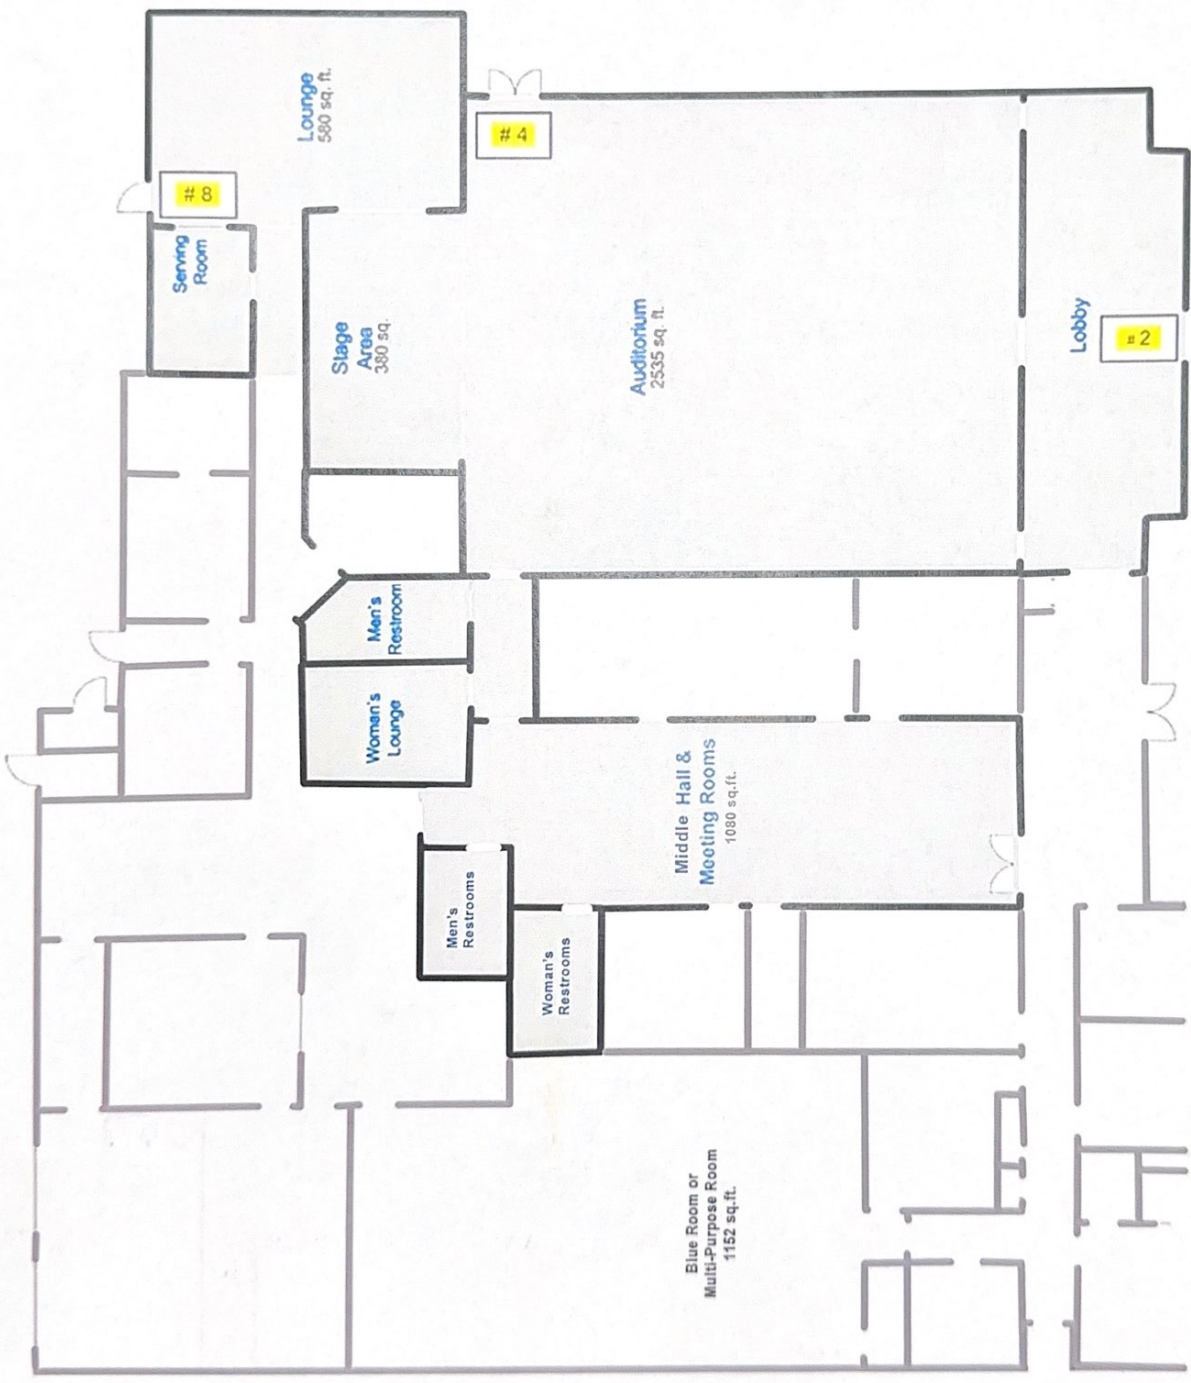 Lounge
580 sq. ft.
# 4
# 8
Serving
Room
Stage
Area
380 sq.
Auditorium
2535 sq. ft.
Lobby
# 2
Men's
Restroom
Woman's
Lounge
Middle Hall &
Meeting Rooms
1080 sq.ft.
Men's
Restrooms
Woman's
Restrooms
Blue Room or
Multi-Purpose Room
1152 sq.ft.